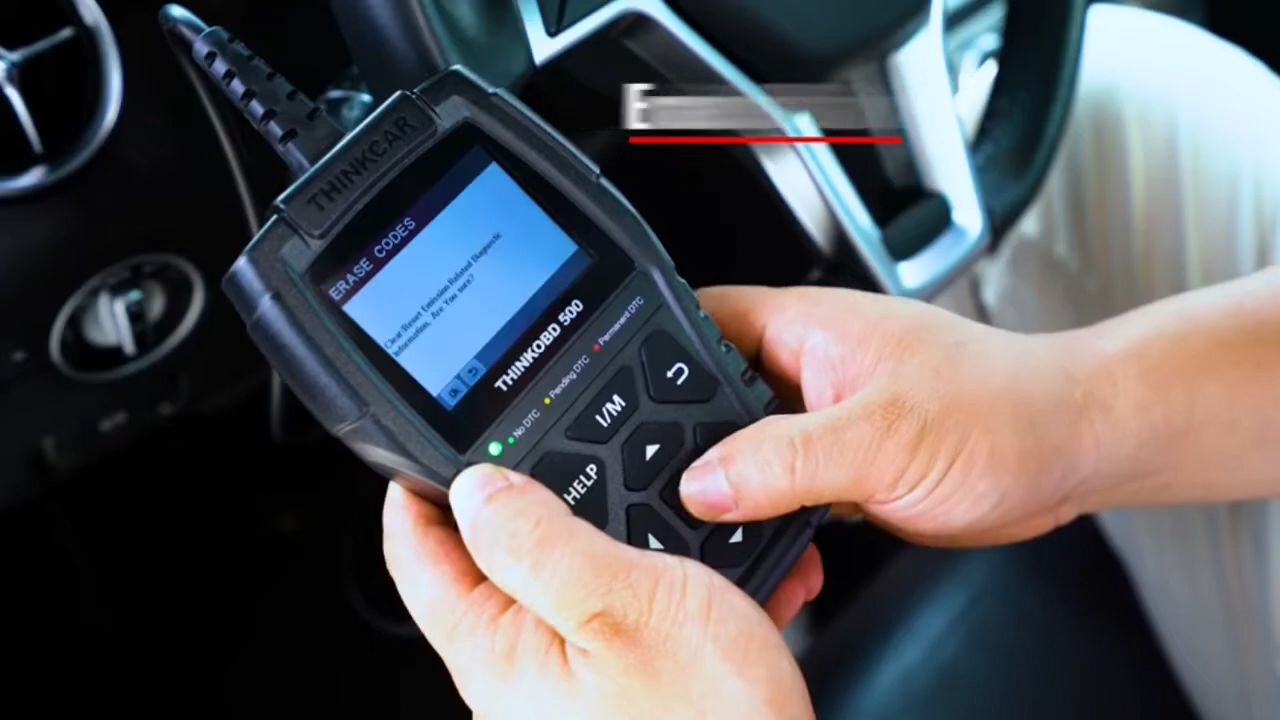 THINKCAR
ERASE CODES
Clear/Reset Emission Related Diagnostic
Information. Are You sure?
Ok
THINKOBD 500
No DTC
Pending DTC
Permanent DTC
I/M
HELP
E